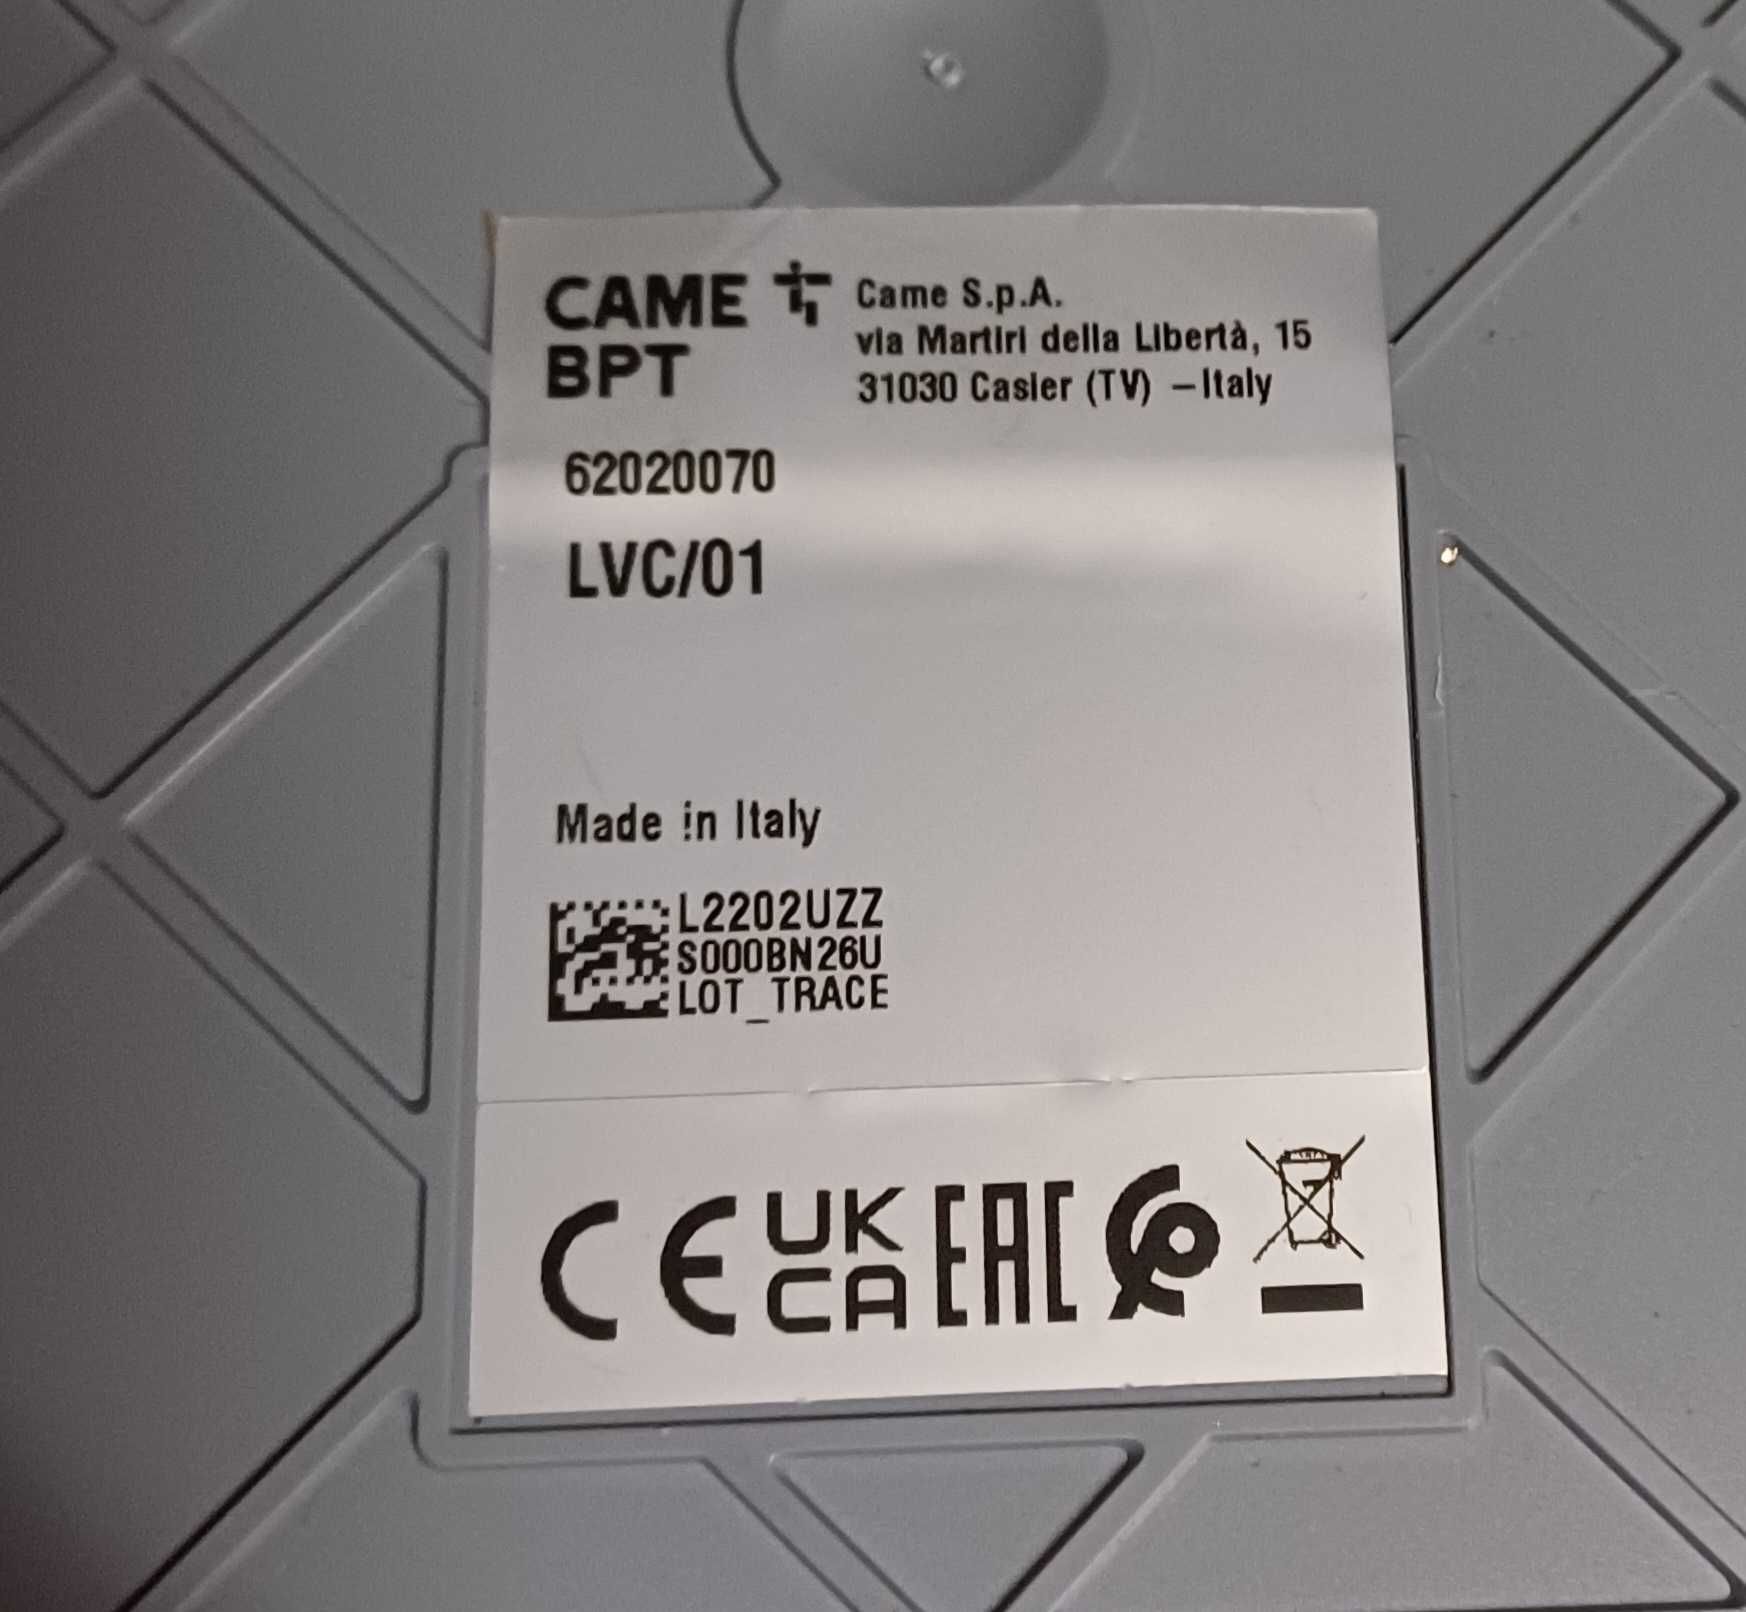 CAME
BPT
Came S.p.A.
via Martiri della Libertà, 15
31030 Casier (TV) –Italy
62020070
LVC/01
Made in Italy
L2202UZZ
S000BN26U
LOT_TRACE
CE
UK
CA
EAC